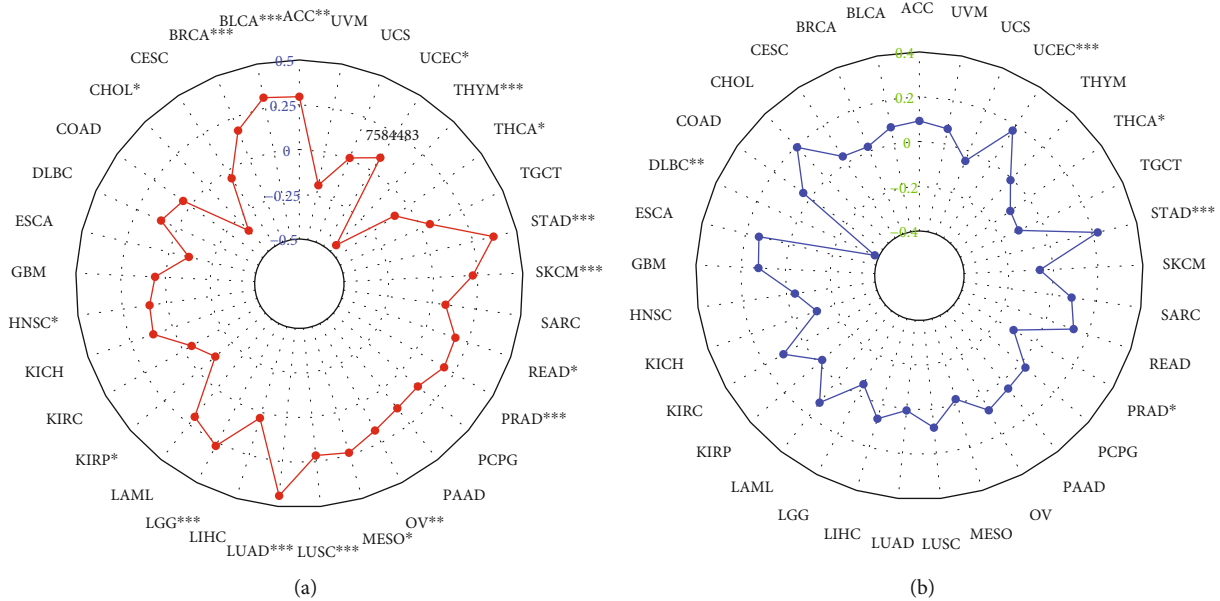 ACC**
UVM
UCS
UCEC*
THYM***
THCA*
TGCT
STAD***
SKCM***
SARC
READ*
PRAD***
PCPG
PAAD
OV**
MESO*
LUSC***
LUAD***
LIHC
LGG***
LAML
KIRP*
KIRC
KICH
HNSC*
GBM
ESCA
DLBC
COAD
CHOL*
CESC
BRCA***
BLCA***
0.5
0.25
0
−0.25
−0.5
7584483
(a)
ACC
UVM
UCS
UCEC***
THYM
THCA*
TGCT
STAD***
SKCM
SARC
READ
PRAD*
PCPG
PAAD
OV
MESO
LUSC
LUAD
LIHC
LGG
LAML
KIRP
KIRC
KICH
HNSC
GBM
ESCA
DLBC**
COAD
CHOL
CESC
BRCA
BLCA
0.4
0.2
0
−0.2
−0.4
(b)